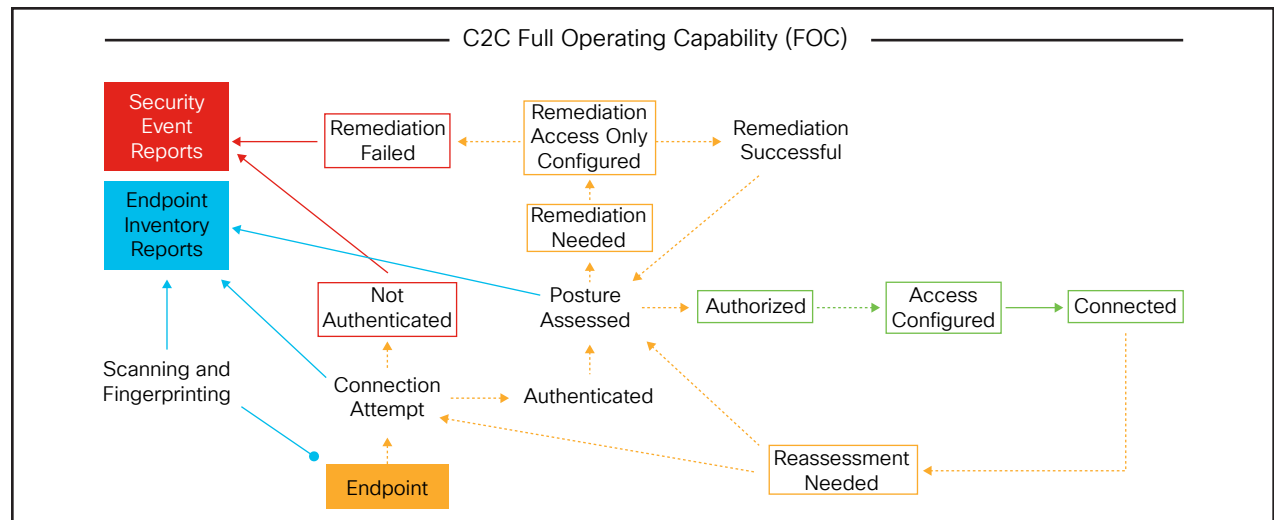 C2C Full Operating Capability (FOC)
Security
Event
Reports
Remediation
Failed
Remediation
Access Only
Configured
Remediation
Successful
Endpoint
Inventory
Reports
Remediation
Needed
Not
Authenticated
Posture
Assessed
Authorized
Access
Configured
Connected
Scanning and
Fingerprinting
Connection
Attempt
Authenticated
Reassessment
Needed
Endpoint